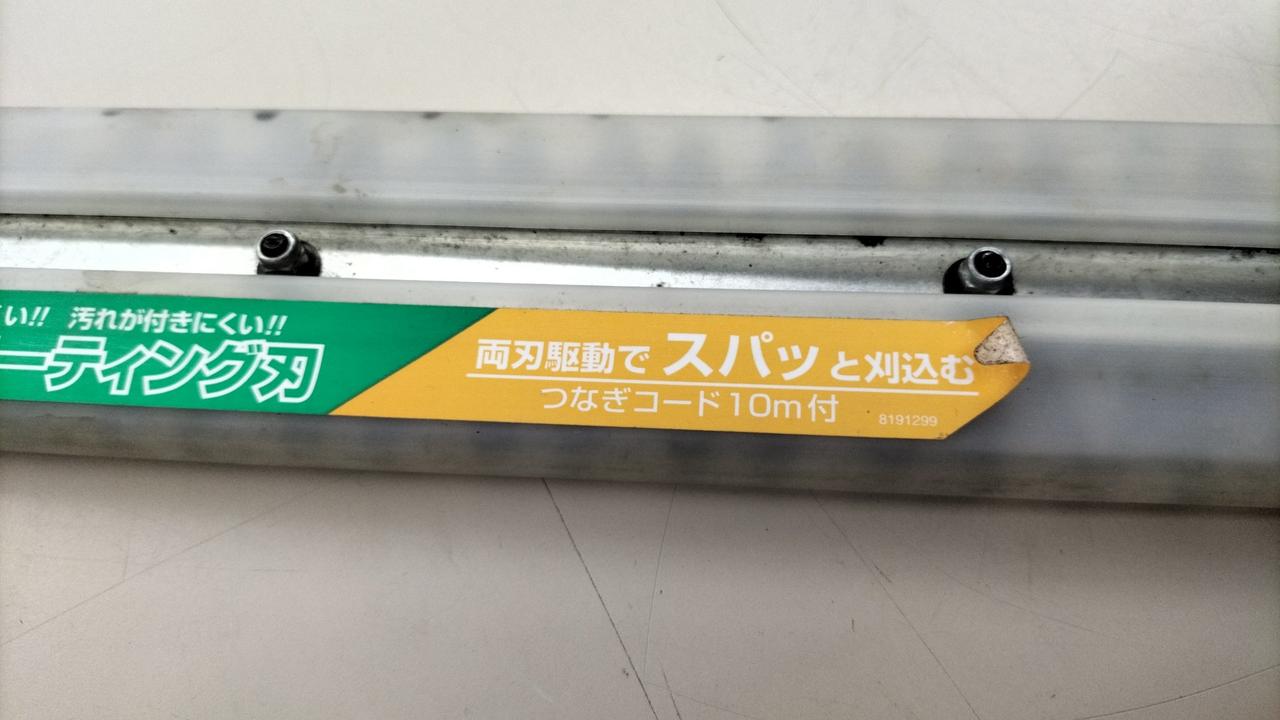 い!! 汚れが付きにくい!!
ーティング刃
両刃駆動で スパッと刈込む
つなぎコード10m付
8191299